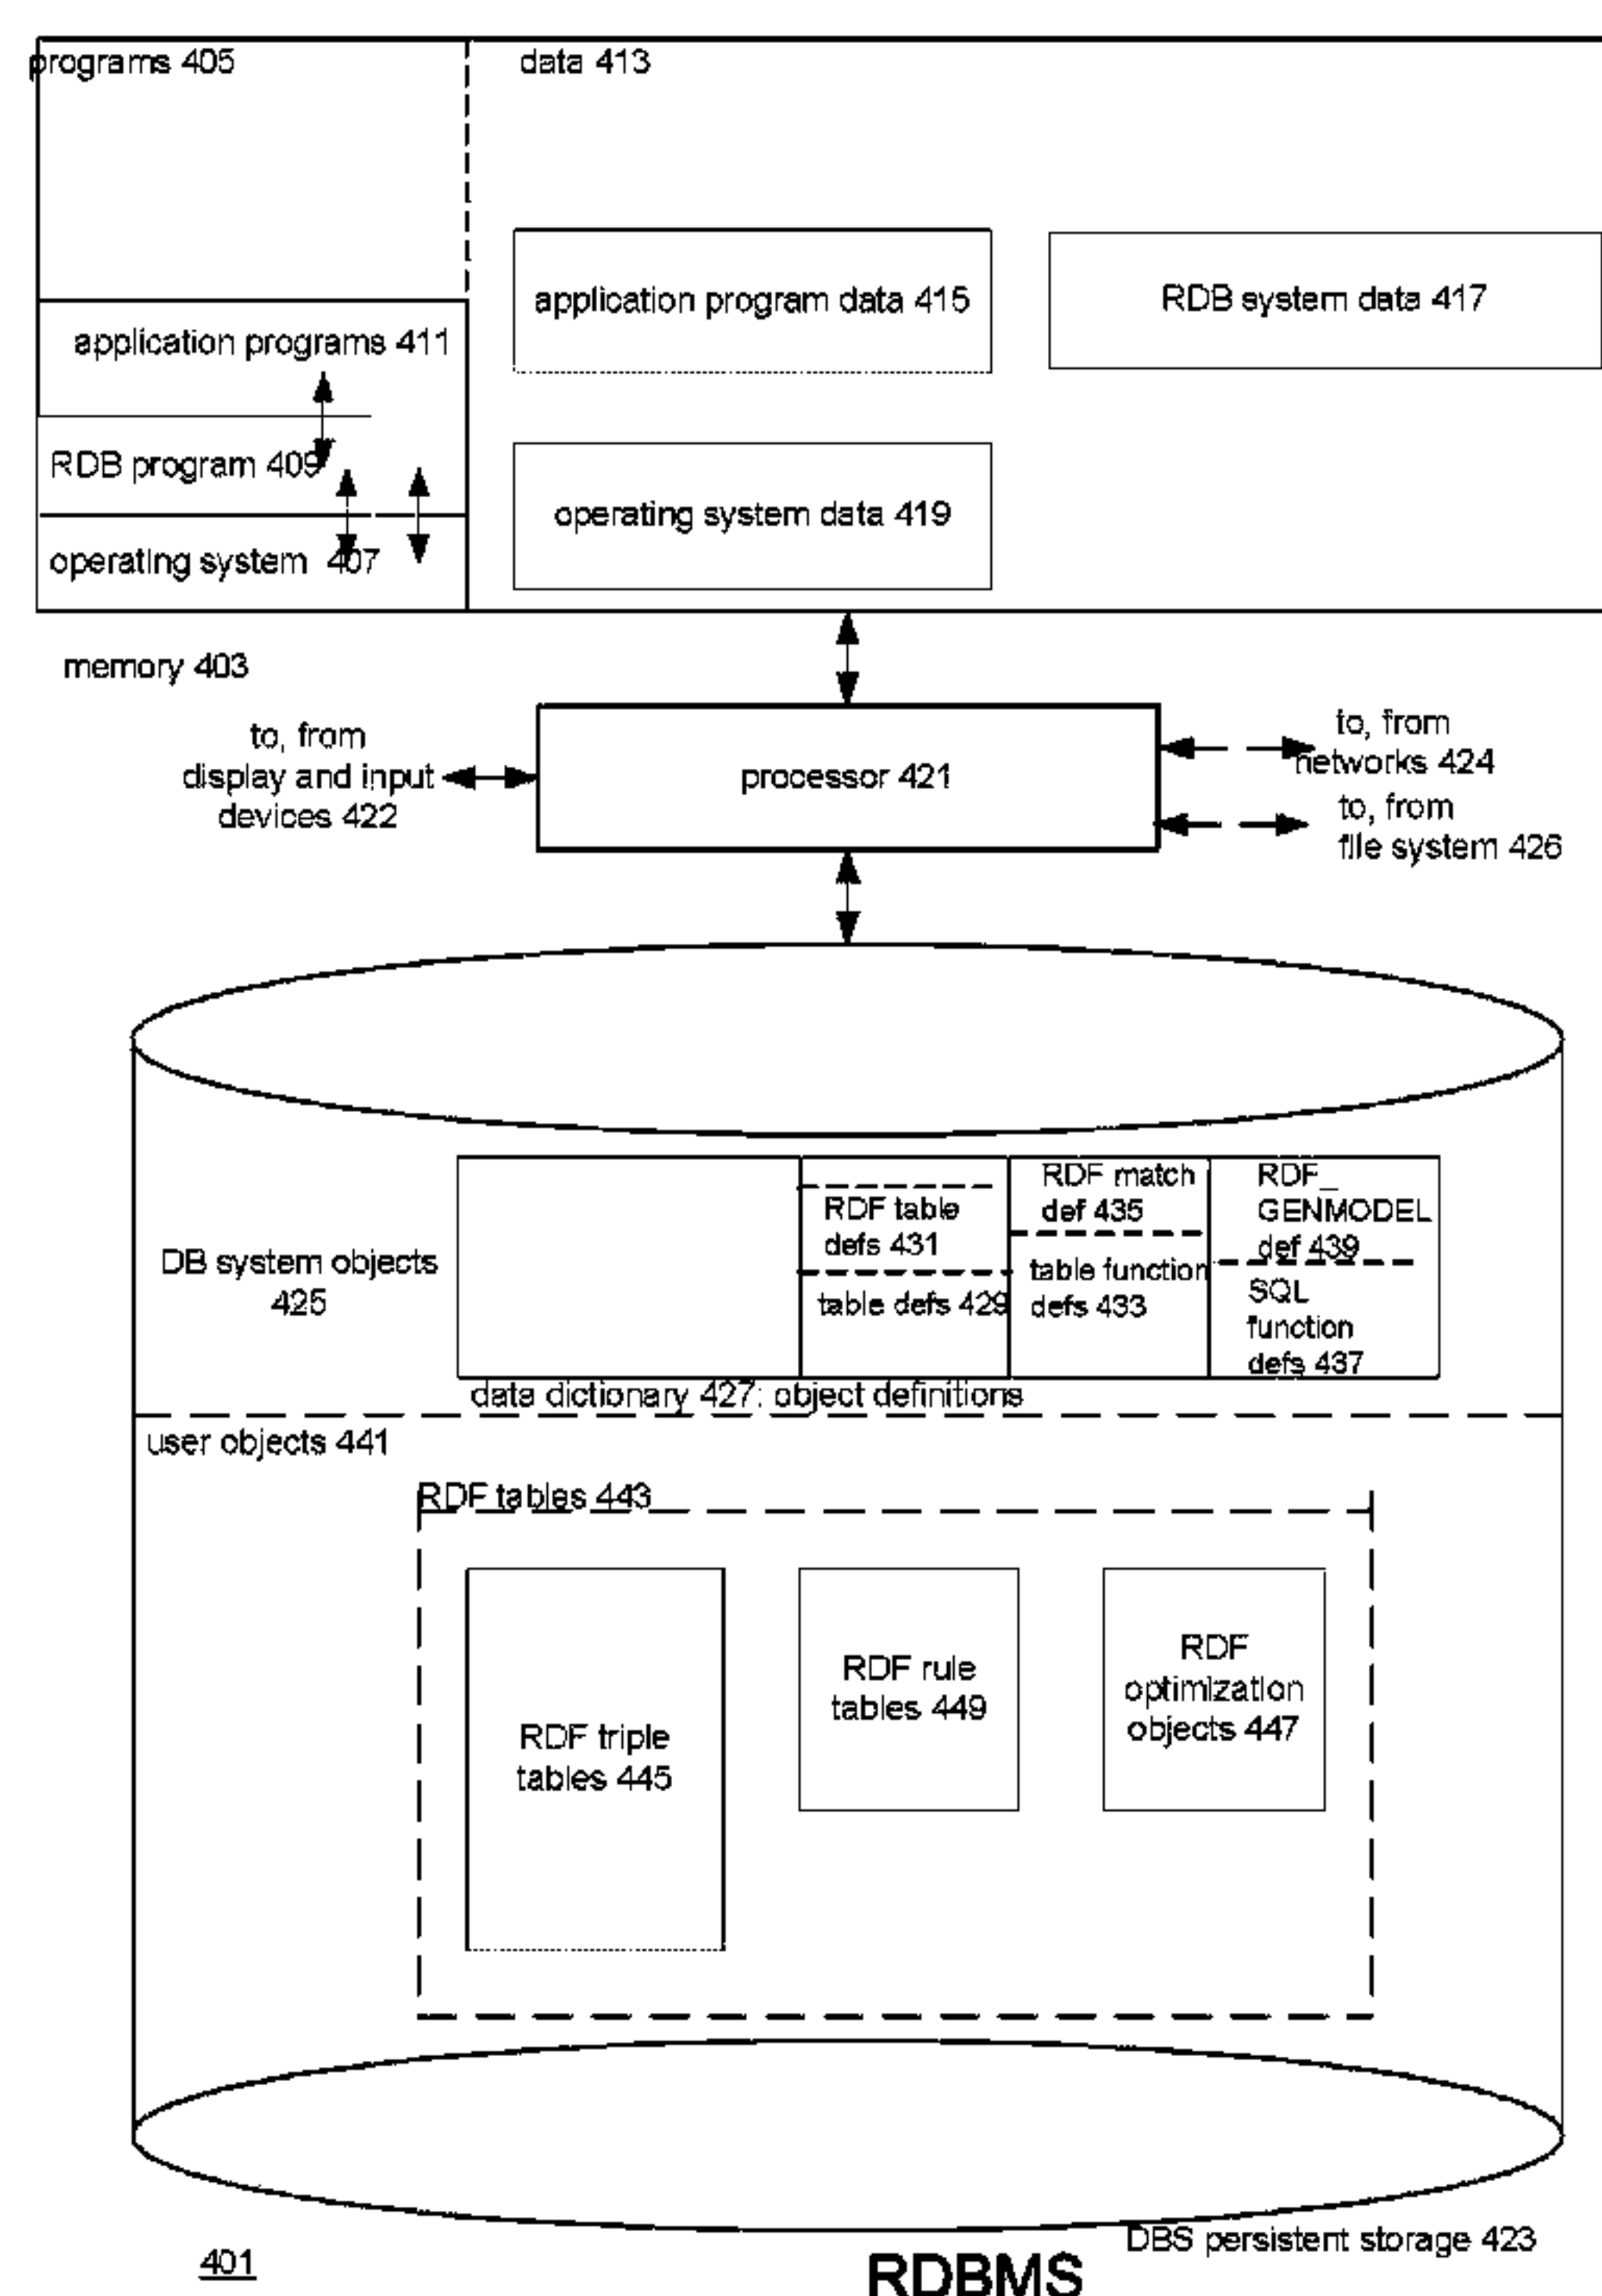 programs 405
data 413
application program data 415
RDB system data 417
application programs 411
RDB program 409
operating system data 419
operating system 407
memory 403
to, from
display and input
devices 422
processor 421
to, from
networks 424
to, from
file system 426
DB system objects
425
RDF table
defs 431
table defs 429
RDF match
def 435
table function
defs 433
RDF_
GENMODEL
def 439
SQL
function
defs 437
data dictionary 427: object definitions
user objects 441
RDF tables 443
RDF triple
tables 445
RDF rule
tables 449
RDF
optimization
objects 447
DBS persistent storage 423
401
RDBMS